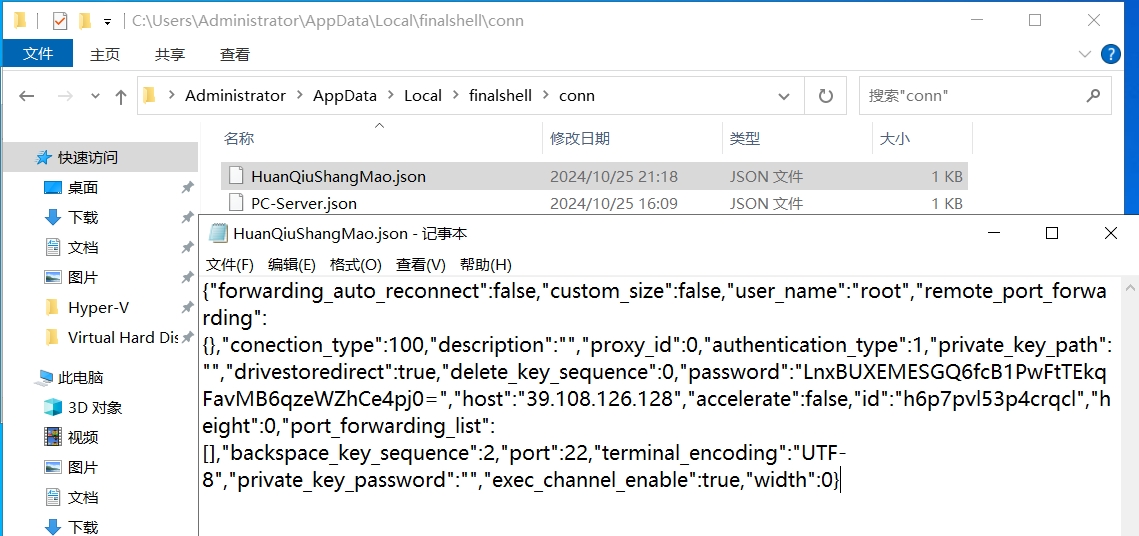 C:\Users\Administrator\AppData\Local\finalshell\conn
文件 主页 共享 查看
Administrator AppData Local finalshell conn 搜索"conn"
名称 修改日期 类型 大小
快速访问
HuanQiuShangMao.json 2024/10/25 21:18 JSON 文件 1 KB
桌面
PC-Server.json 2024/10/25 16:09 JSON 文件 1 KB
下载
文档
图片
Hyper-V
Virtual Hard Dis
此电脑
3D 对象
视频
图片
文档
下载
HuanQiuShangMao.json - 记事本
文件(F) 编辑(E) 格式(O) 查看(V) 帮助(H)
{"forwarding_auto_reconnect":false,"custom_size":false,"user_name":"root","remote_port_forwa
rding":
{},"conection_type":100,"description":"","proxy_id":0,"authentication_type":1,"private_key_path":
"","drivestoredirect":true,"delete_key_sequence":0,"password":"LnxBUXEMESGQ6fcB1PwFtTEkq
FavMB6qzeWZhCe4pj0=","host":"39.108.126.128","accelerate":false,"id":"h6p7pvl53p4crqcl","h
eight":0,"port_forwarding_list":
[],"backspace_key_sequence":2,"port":22,"terminal_encoding":"UTF-
8","private_key_password":"","exec_channel_enable":true,"width":0}